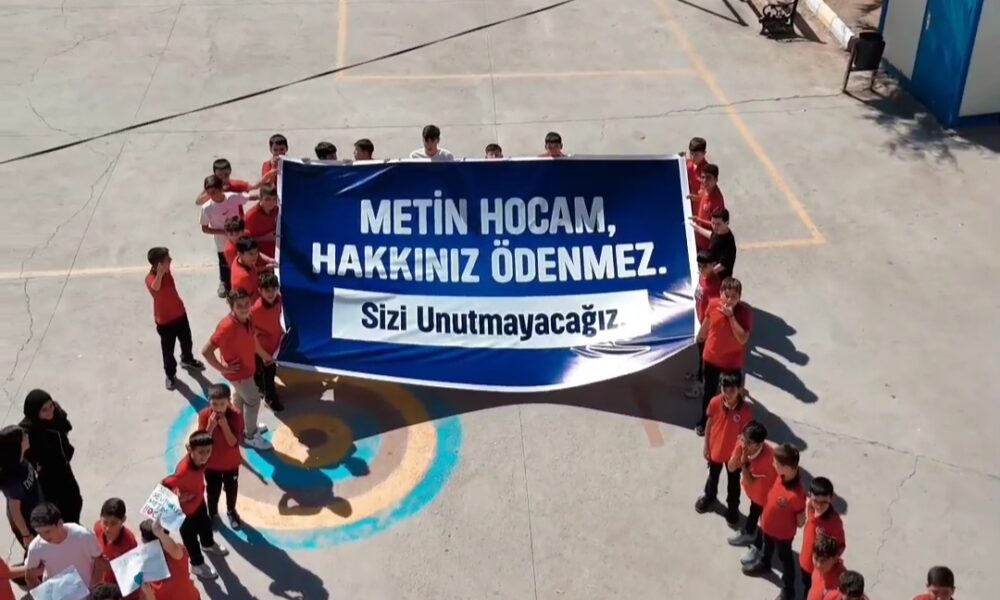 METİN HOCAM,
HAKKINIZ ÖDENMEZ.
Sizi Unutmayacağız.